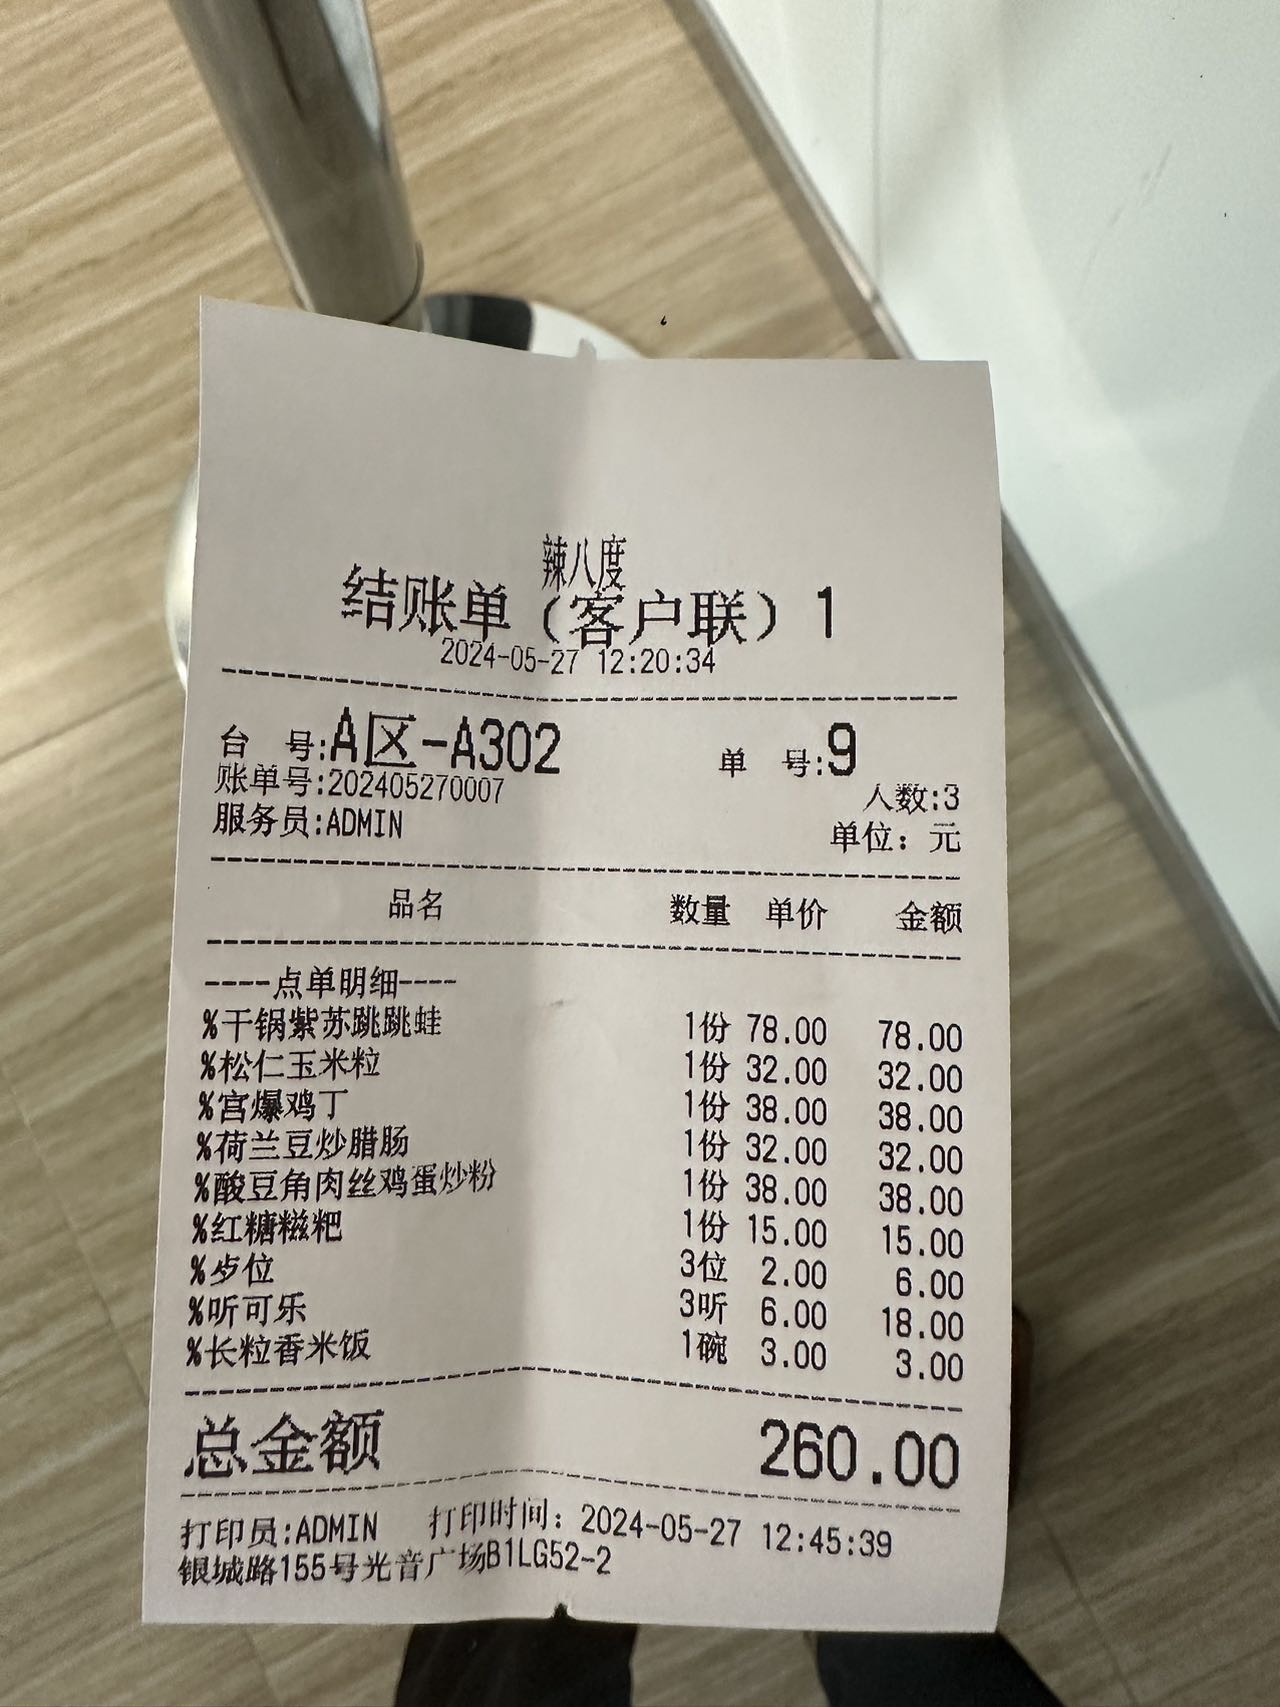 辣八度
结账单（客户联）1
2024-05-27 12:20:34
台 号:A区-A302 单 号:9
账单号:202405270007 人数:3
服务员:ADMIN 单位：元
品名 数量 单价 金额
----点单明细----
%干锅紫苏跳跳蛙 1份 78.00 78.00
%松仁玉米粒 1份 32.00 32.00
%宫爆鸡丁 1份 38.00 38.00
%荷兰豆炒腊肠 1份 32.00 32.00
%酸豆角肉丝鸡蛋炒粉 1份 38.00 38.00
%红糖糍粑 1份 15.00 15.00
%歺位 3位 2.00 6.00
%听可乐 3听 6.00 18.00
%长粒香米饭 1碗 3.00 3.00
总金额 260.00
打印员:ADMIN 打印时间：2024-05-27 12:45:39
银城路155号光音广场B1LG52-2